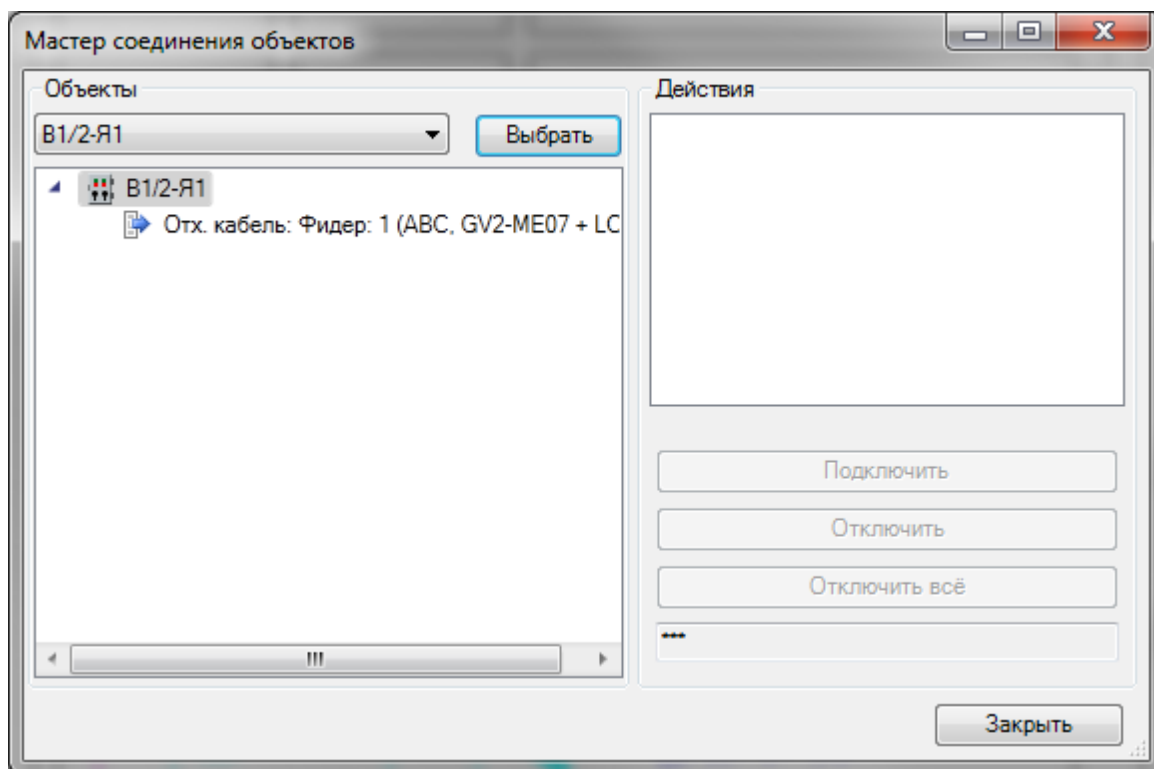 Мастер соединения объектов
Объекты
Действия
В1/2-Я1
Выбрать
В1/2-Я1
Отх. кабель: Фидер: 1 (ABC, GV2-ME07 + LC
Подключить
Отключить
Отключить всё
***
Закрыть